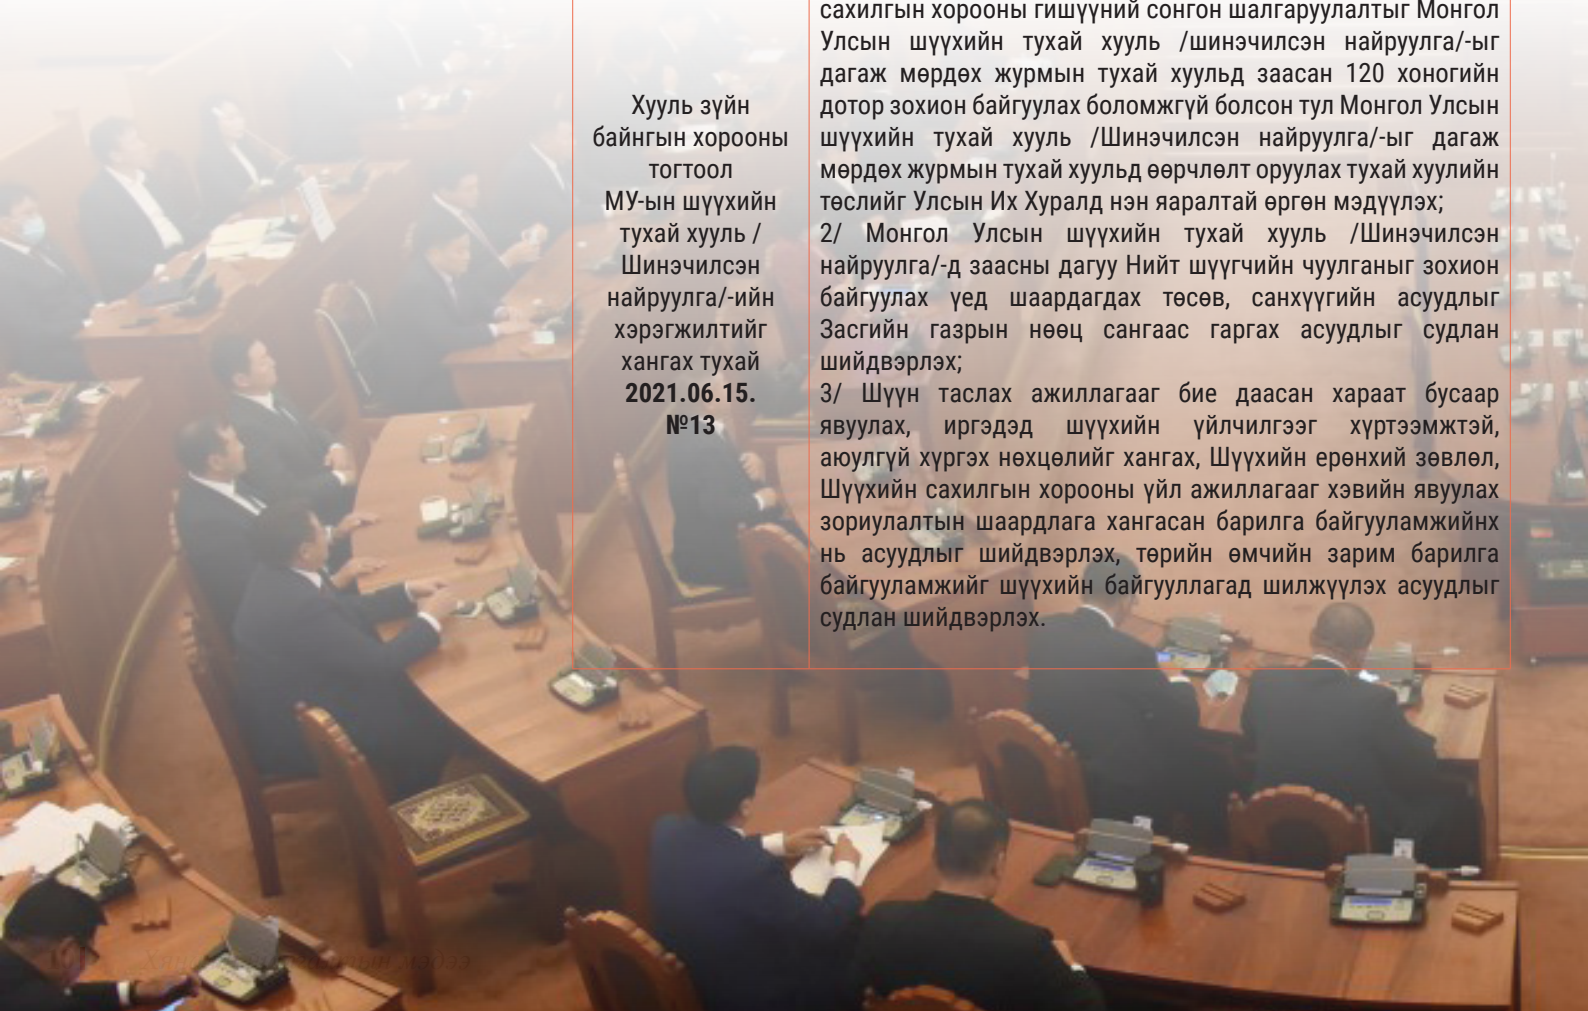 Хууль зүйн
байнгын хорооны
тогтоол
МУ-ын шүүхийн
тухай хууль /
Шинэчилсэн
найруулга/-ийн
хэрэгжилтийг
хангах тухай
2021.06.15.
№13
сахилгын хорооны гишүүний сонгон шалгаруулалтыг Монгол
Улсын шүүхийн тухай хууль /шинэчилсэн найруулга/-ыг
дагаж мөрдөх журмын тухай хуульд заасан 120 хоногийн
дотор зохион байгуулах боломжгүй болсон тул Монгол Улсын
шүүхийн тухай хууль /Шинэчилсэн найруулга/-ыг дагаж
мөрдөх журмын тухай хуульд өөрчлөлт оруулах тухай хуулийн
төслийг Улсын Их Хуралд нэн яаралтай өргөн мэдүүлэх;
2/ Монгол Улсын шүүхийн тухай хууль /Шинэчилсэн
найруулга/-д заасны дагуу Нийт шүүгчийн чуулганыг зохион
байгуулах үед шаардагдах төсөв, санхүүгийн асуудлыг
Засгийн газрын нөөц сангаас гаргах асуудлыг судлан
шийдвэрлэх;
3/ Шүүн таслах ажиллагааг бие даасан хараат бусаар
явуулах, иргэдэд шүүхийн үйлчилгээг хүртээмжтэй,
аюулгүй хүргэх нөхцөлийг хангах, Шүүхийн ерөнхий зөвлөл,
Шүүхийн сахилгын хорооны үйл ажиллагааг хэвийн явуулах
зориулалтын шаардлага хангасан барилга байгууламжийнх
нь асуудлыг шийдвэрлэх, төрийн өмчийн зарим барилга
байгууламжийг шүүхийн байгууллагад шилжүүлэх асуудлыг
судлан шийдвэрлэх.
мэдээ